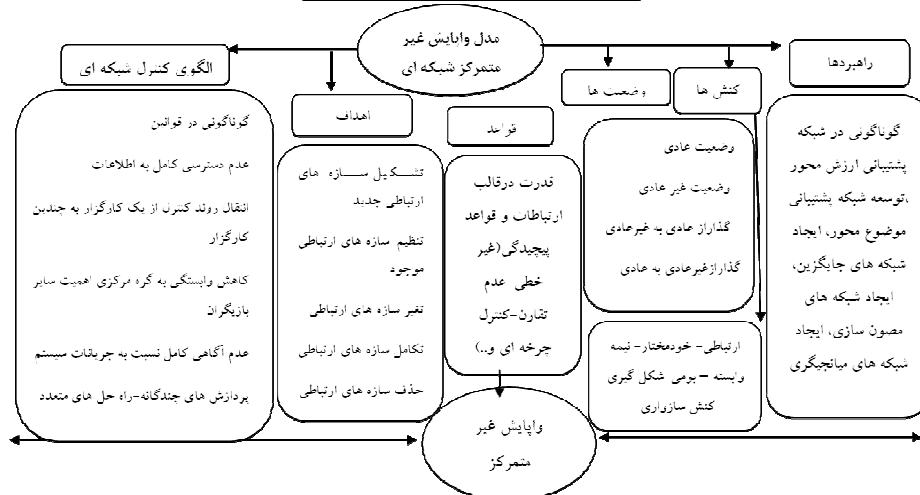 مدل واپایش غیر
متمرکز شبکه ای
راهبردها
گوناگونی در شبکه
پشتیبانی ارزش محور
،توسعه شبکه پشتیبانی
موضوع محور، ایجاد
شبکه های جایگزین،
ایجاد شبکه های
مصون سازی، ایجاد
شبکه های میانجیگری
کنش ها
وضعیت ها
وضعیت عادی
وضعیت غیر عادی
گذاراز عادی به غیرعادی
گذارازغیرعادی به عادی
ارتباطی- خودمختار- نیمه
وابسته – برمی شکل گیری
کنش سازواری
قواعد
قدرت درقالب
ارتباطات و قواعد
پیچیدگی(غیر
خطی عدم
تقارن-کنترل
چرخه ای و..)
اهداف
تشکیل سازه های
ارتباطی جدید
تنظیم سازه های ارتباطی
موجود
تغیر سازه های ارتباطی
تکامل سازه های ارتباطی
حذف سازه های ارتباطی
الگوی کنترل شبکه ای
گوناگونی در قوانین
عدم دسترسی کامل به اطلاعات
انتقال روند کنترل از یک کارگزار به چندین
کارگزار
کاهش وابستگی به گره مرکزی اهمیت سایر
بازیگران
عدم آگاهی کامل نسبت به جریانات سیستم
پردازش های چندگانه-راه حل های متعدد
واپایش غیر
متمرکز